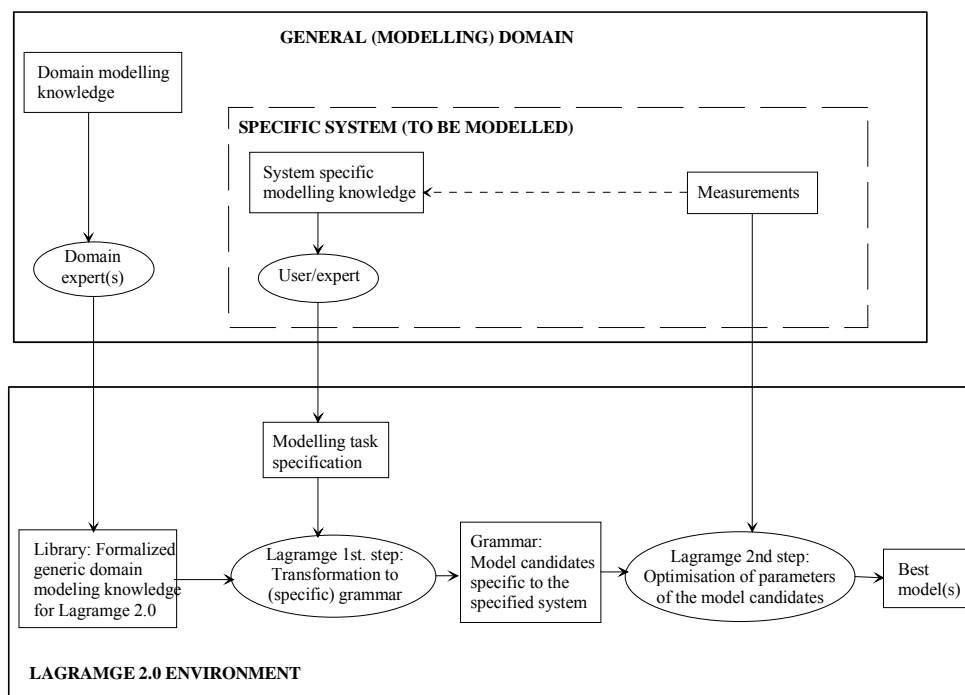 GENERAL (MODELLING) DOMAIN
Domain modelling
knowledge
SPECIFIC SYSTEM (TO BE MODELLED)
System specific
modelling knowledge
Measurements
Domain
expert(s)
User/expert
Modelling task
specification
Library: Formalized
generic domain
modeling knowledge
for Lagramge 2.0
Lagramge 1st. step:
Transformation to
(specific) grammar
Grammar:
Model candidates
specific to the
specified system
Lagramge 2nd step:
Optimisation of parameters
of the model candidates
Best
model(s)
LAGRAMGE 2.0 ENVIRONMENT